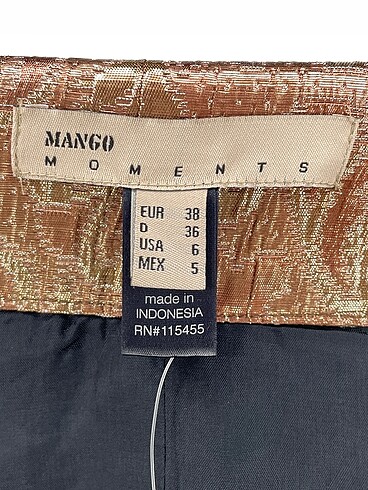 MANGO
MOMENTS
EUR 38
D 36
USA 6
MEX 5
made in
INDONESIA
RN#115455